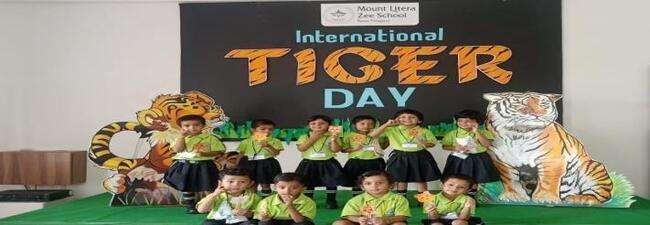 Mount Litera
Zee School
International
TIGER
DAY